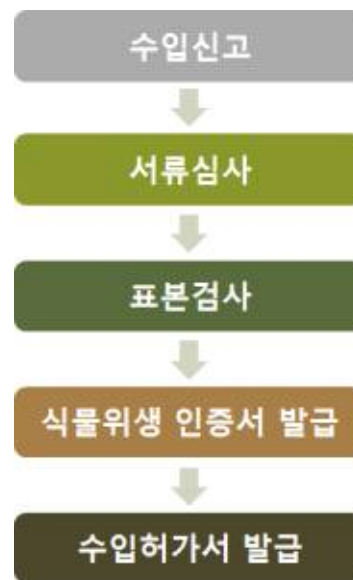 수입신고
서류심사
표본검사
식물위생 인증서 발급
수입허가서 발급